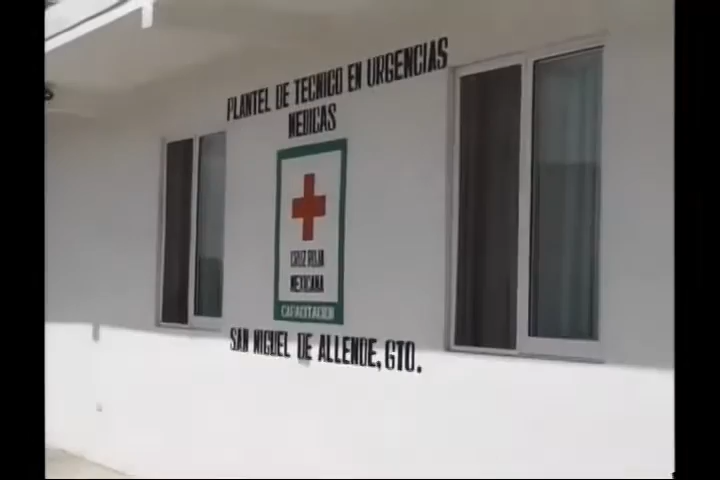 PLANTEL DE TECNICO EN URGENCIAS
MEDICAS
CRUZ ROJA
MEXICANA
CAPACITACION
SAN MIGUEL DE ALLENDE, GTO.